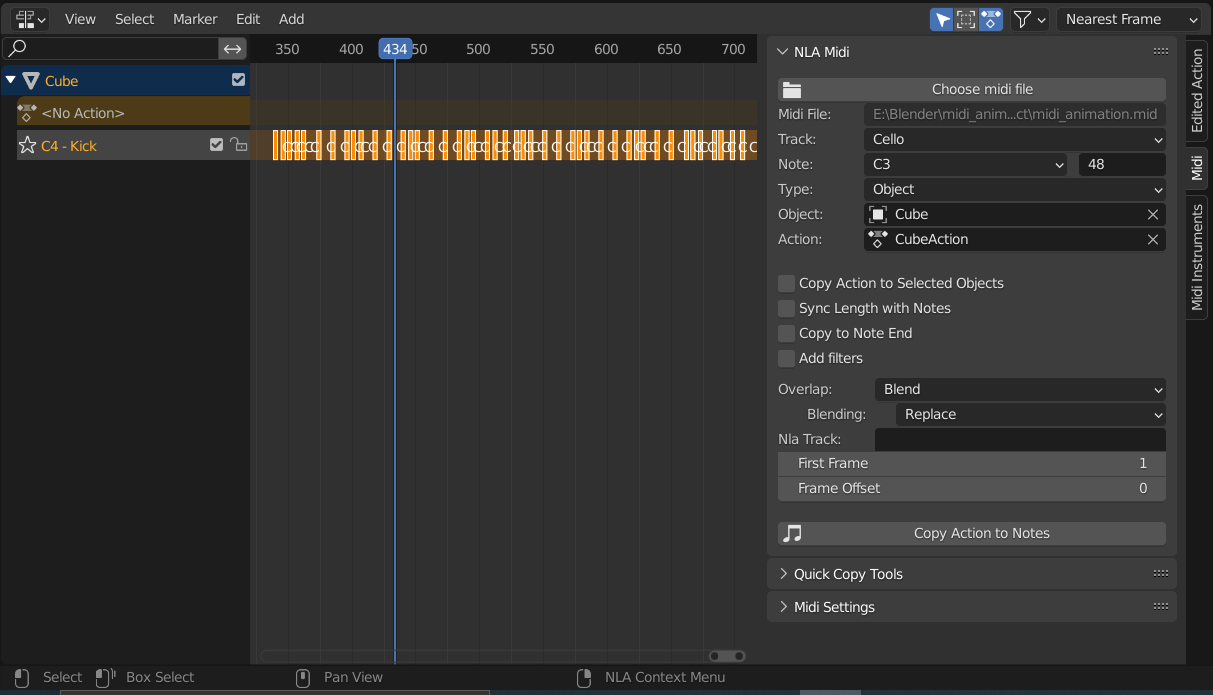 View Select Marker Edit Add Nearest Frame
350 400 434 50 500 550 600 650 700
Cube
<No Action>
C4 - Kick
NLA Midi
Choose midi file
Midi File: E:\Blender\midi_anim...ct\midi_animation.mid
Track: Cello
Note: C3 48
Type: Object
Object: Cube
Action: CubeAction
Copy Action to Selected Objects
Sync Length with Notes
Copy to Note End
Add filters
Overlap: Blend
Blending: Replace
Nla Track:
First Frame 1
Frame Offset 0
Copy Action to Notes
Quick Copy Tools
Midi Settings
Edited Action
Midi
Midi Instruments
Select Box Select Pan View NLA Context Menu